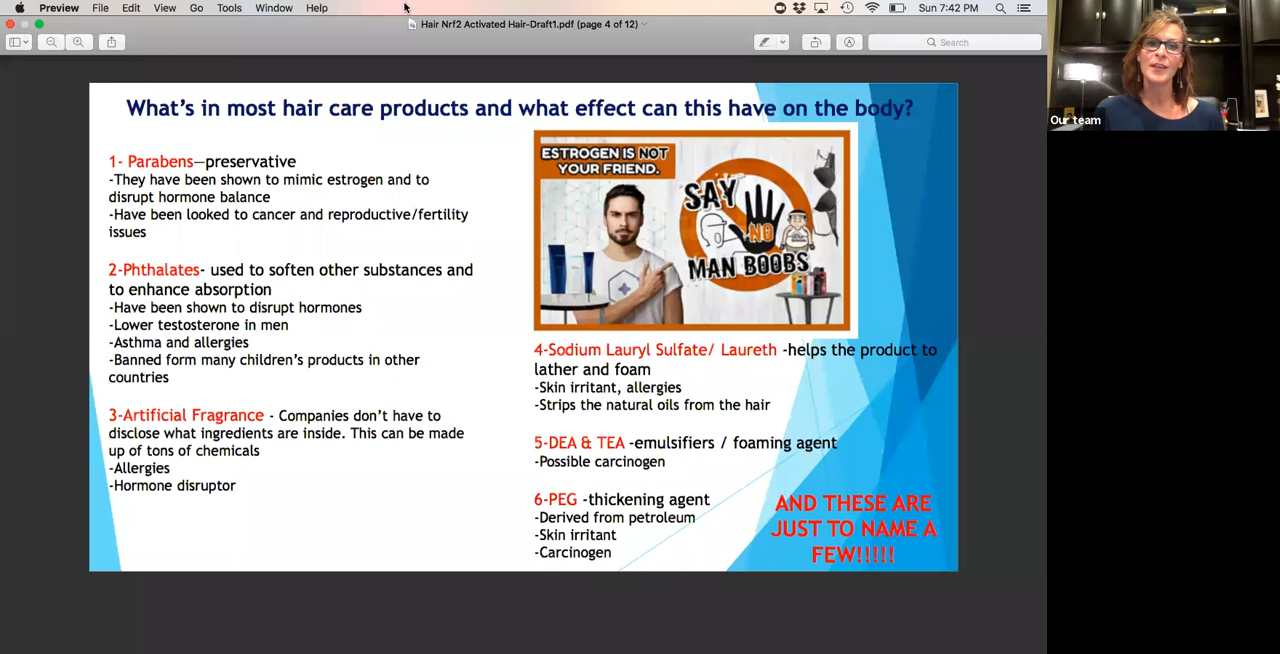 Preview File Edit View Go Tools Window Help
Sun 7:42 PM
Hair Nrf2 Activated Hair-Draft1.pdf (page 4 of 12)
Search
What's in most hair care products and what effect can this have on the body?
1- Parabens—preservative
-They have been shown to mimic estrogen and to
disrupt hormone balance
-Have been looked to cancer and reproductive/fertility
issues
2-Phthalates- used to soften other substances and
to enhance absorption
-Have been shown to disrupt hormones
-Lower testosterone in men
-Asthma and allergies
-Banned form many children's products in other
countries
3-Artificial Fragrance - Companies don't have to
disclose what ingredients are inside. This can be made
up of tons of chemicals
-Allergies
-Hormone disruptor
ESTROGEN IS NOT
YOUR FRIEND.
SAY
NO
MAN BOOBS
4-Sodium Lauryl Sulfate/ Laureth -helps the product to
lather and foam
-Skin irritant, allergies
-Strips the natural oils from the hair
5-DEA & TEA -emulsifiers / foaming agent
-Possible carcinogen
6-PEG -thickening agent
-Derived from petroleum
-Skin irritant
-Carcinogen
AND THESE ARE
JUST TO NAME A
FEW!!!!!
Our team